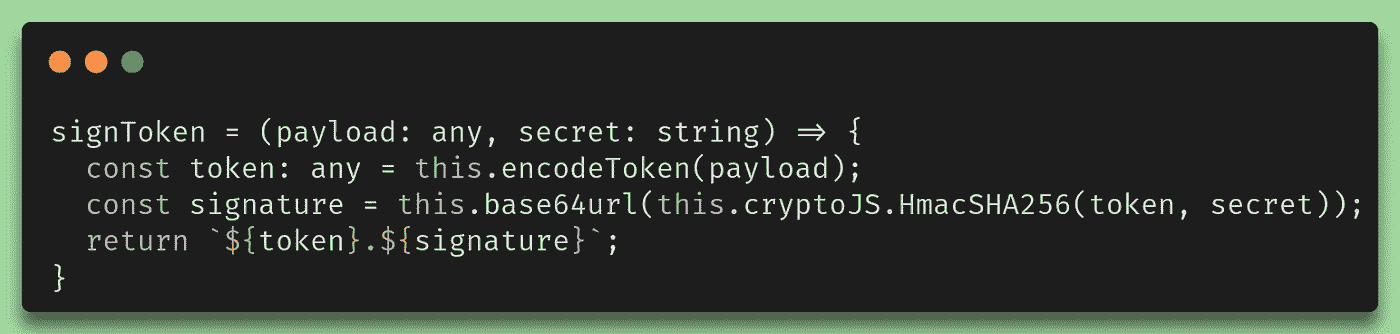 signToken = (payload: any, secret: string) => {
  const token: any = this.encodeToken(payload);
  const signature = this.base64url(this.cryptoJS.HmacSHA256(token, secret));
  return `${token}.${signature}`;
}